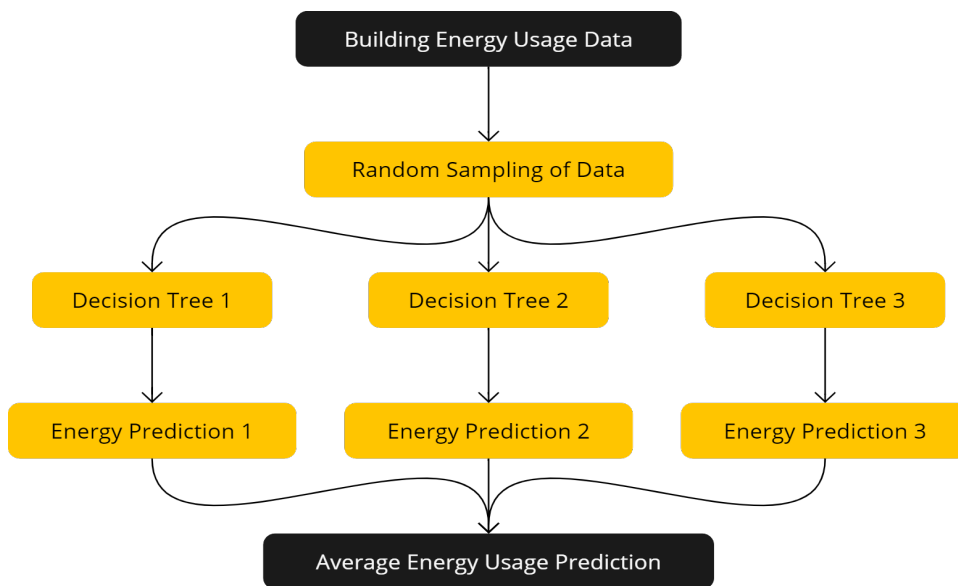 Building Energy Usage Data
Random Sampling of Data
Decision Tree 1
Decision Tree 2
Decision Tree 3
Energy Prediction 1
Energy Prediction 2
Energy Prediction 3
Average Energy Usage Prediction